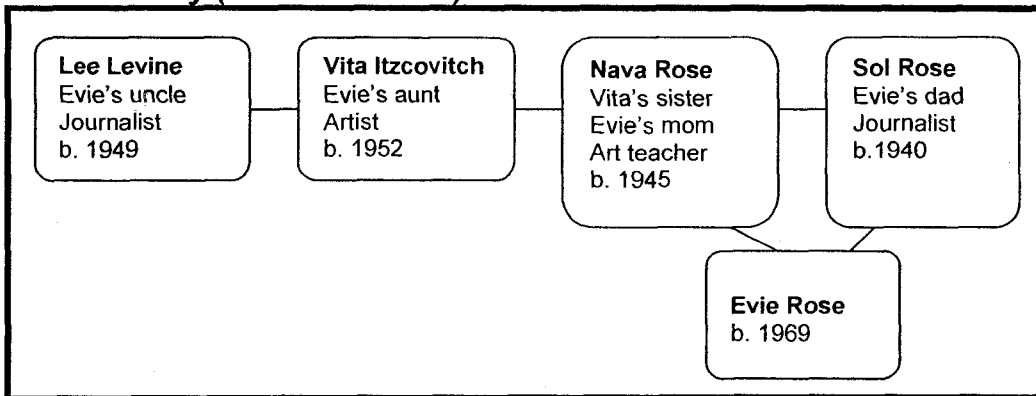 Lee Levine
Evie's uncle
Journalist
b. 1949
Vita Itzcovitch
Evie's aunt
Artist
b. 1952
Nava Rose
Vita's sister
Evie's mom
Art teacher
b. 1945
Sol Rose
Evie's dad
Journalist
b.1940
Evie Rose
b. 1969